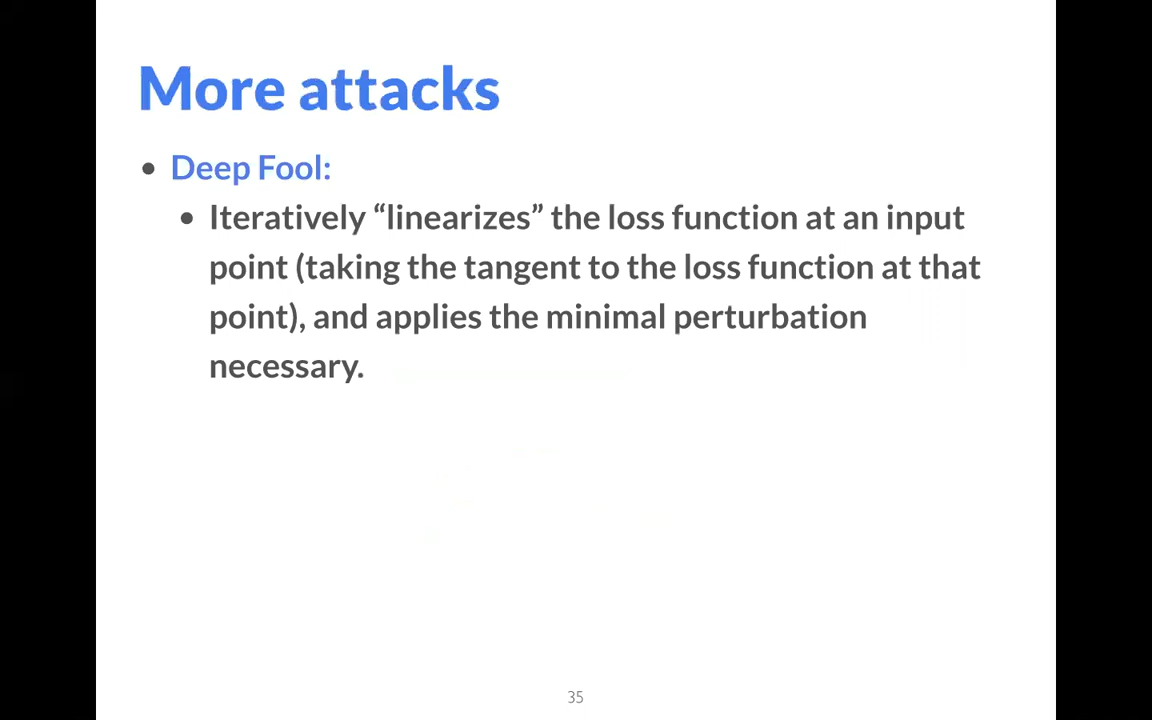 More attacks
• Deep Fool:
• Iteratively “linearizes” the loss function at an input
point (taking the tangent to the loss function at that
point), and applies the minimal perturbation
necessary.
35